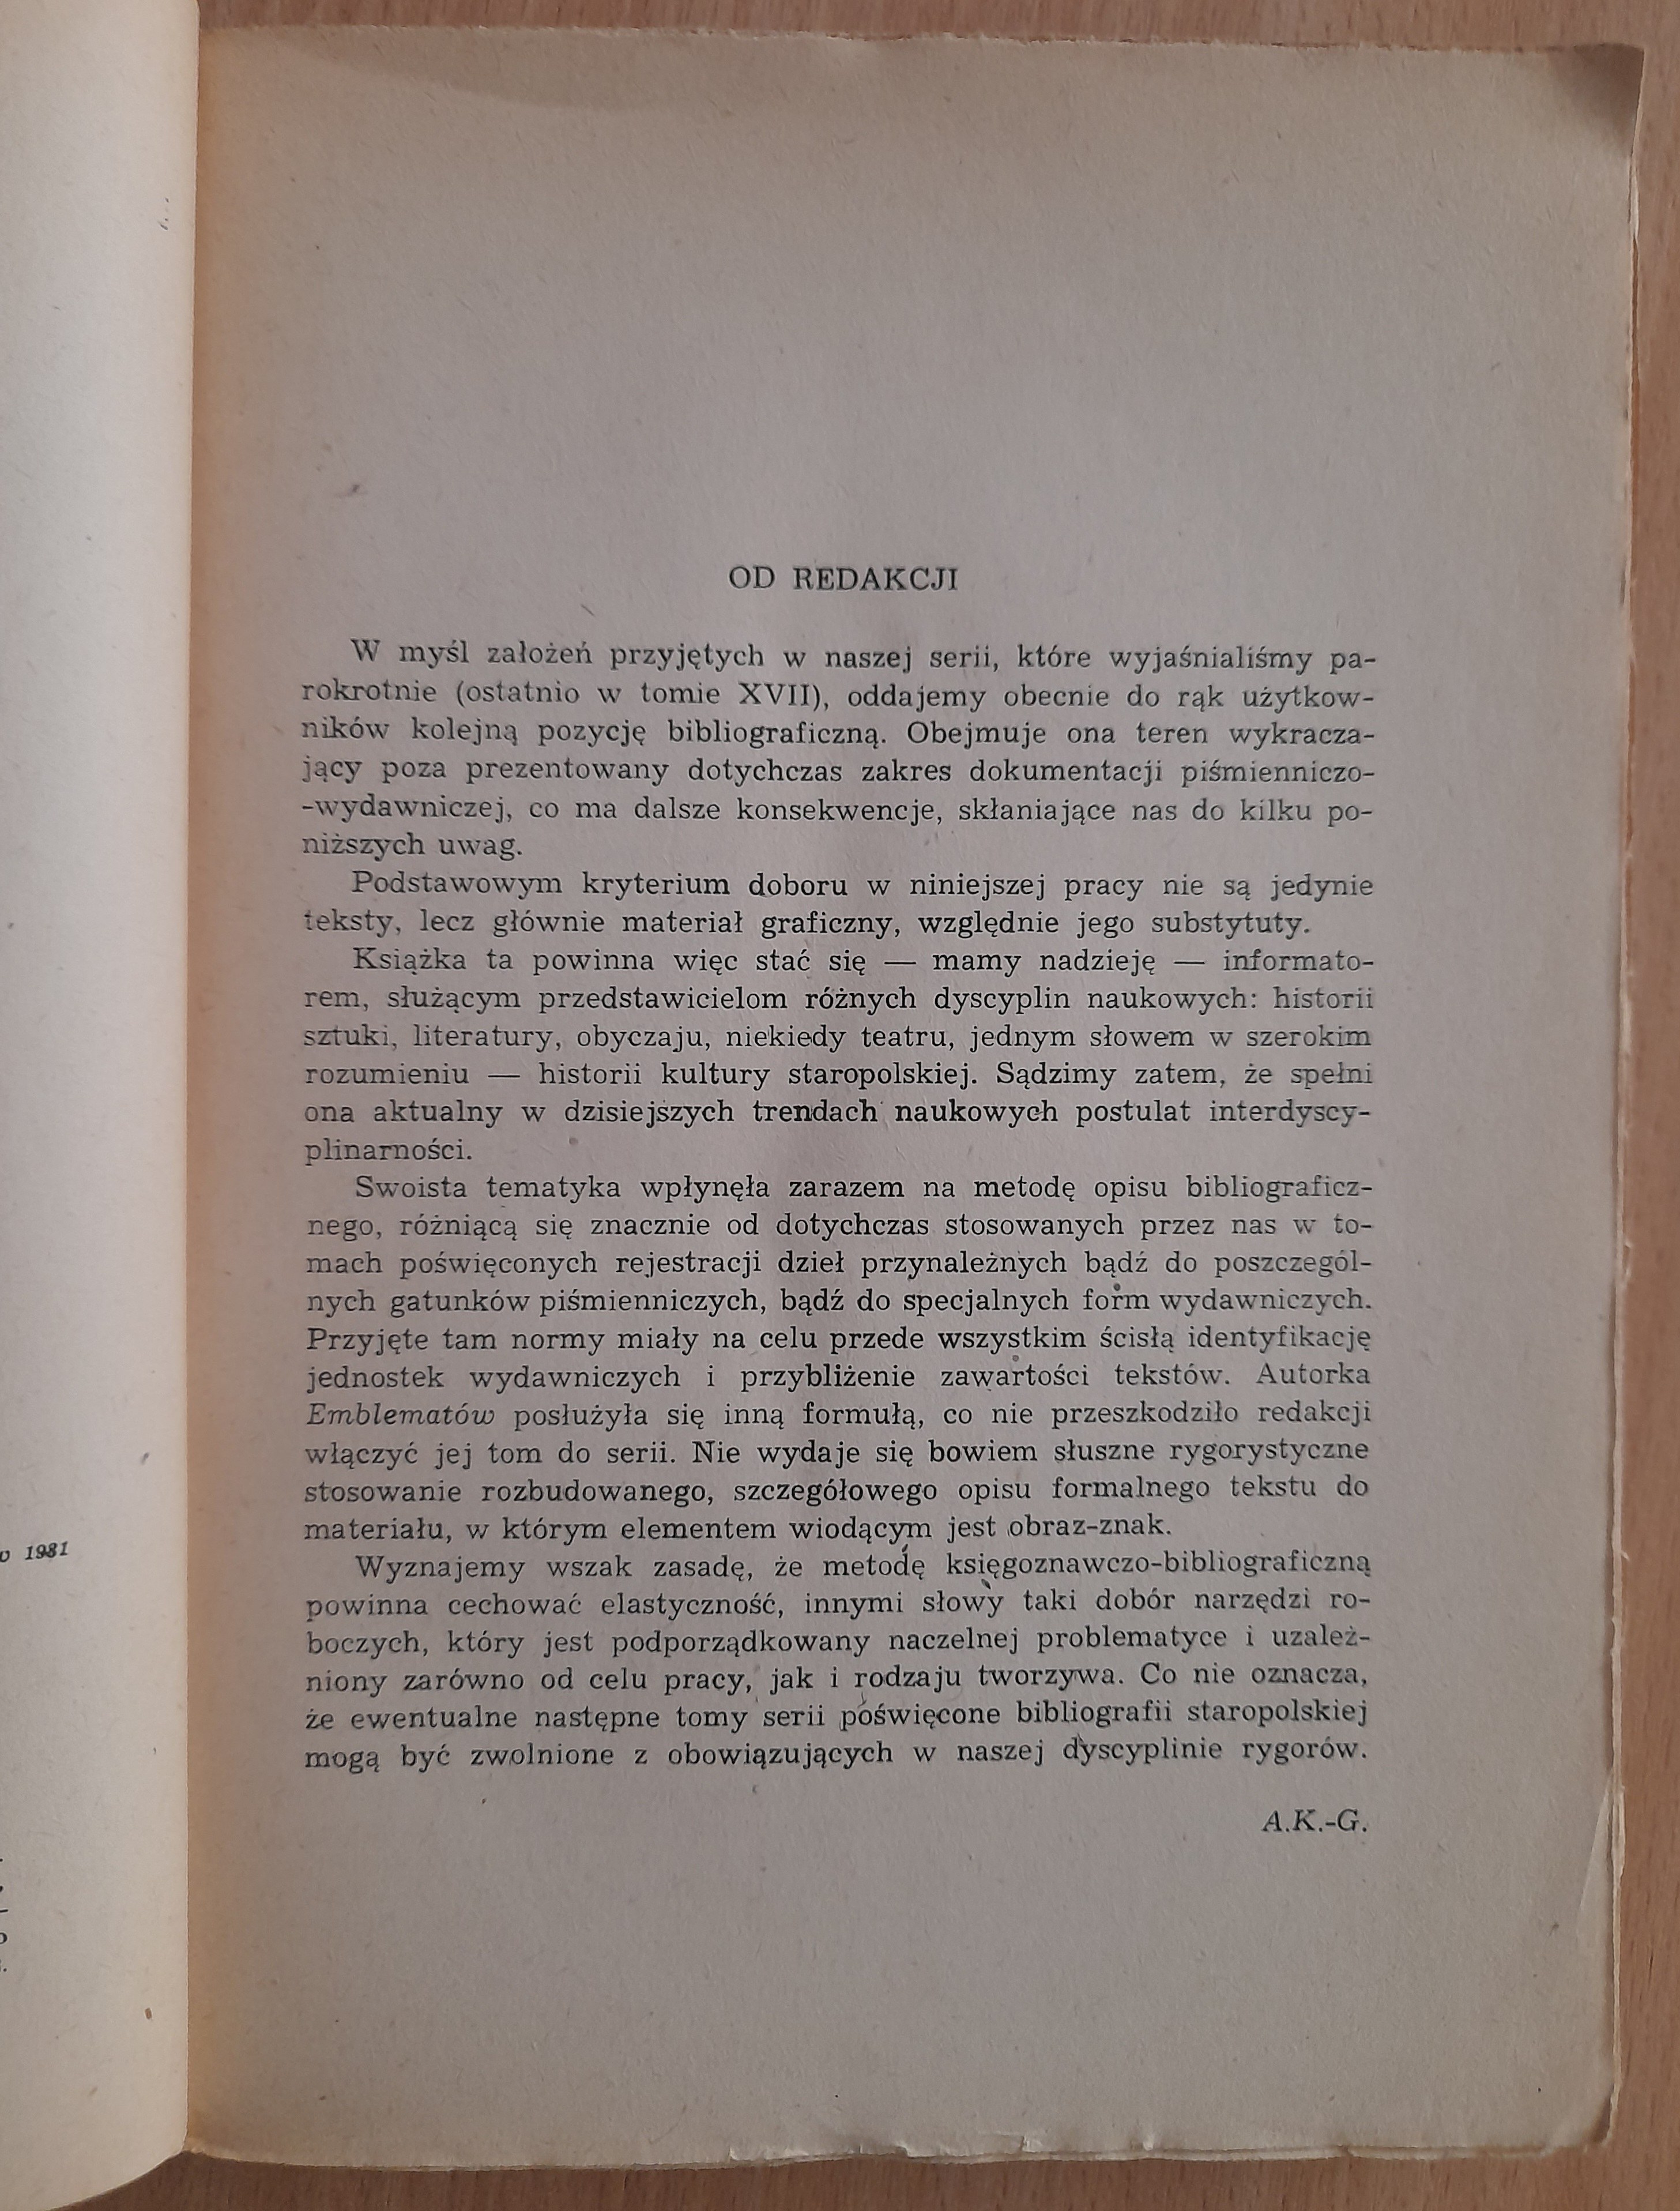 OD REDAKCJI
W myśl założeń przyjętych w naszej serii, które wyjaśnialiśmy pa-
rokrotnie (ostatnio w tomie XVII), oddajemy obecnie do rąk użytkow-
ników kolejną pozycję bibliograficzną. Obejmuje ona teren wykracza-
jący poza prezentowany dotychczas zakres dokumentacji piśmienniczo-
-wydawniczej, co ma dalsze konsekwencje, skłaniające nas do kilku po-
niższych uwag.
Podstawowym kryterium doboru w niniejszej pracy nie są jedynie
teksty, lecz głównie materiał graficzny, względnie jego substytuty.
Książka ta powinna więc stać się — mamy nadzieję — informato-
rem, służącym przedstawicielom różnych dyscyplin naukowych: historii
sztuki, literatury, obyczaju, niekiedy teatru, jednym słowem w szerokim
rozumieniu — historii kultury staropolskiej. Sądzimy zatem, że spełni
ona aktualny w dzisiejszych trendach naukowych postulat interdyscy-
plinarności.
Swoista tematyka wpłynęła zarazem na metodę opisu bibliograficz-
nego, różniącą się znacznie od dotychczas stosowanych przez nas w to-
mach poświęconych rejestracji dzieł przynależnych bądź do poszczegól-
nych gatunków piśmienniczych, bądź do specjalnych form wydawniczych.
Przyjęte tam normy miały na celu przede wszystkim ścisłą identyfikację
jednostek wydawniczych i przybliżenie zawartości tekstów. Autorka
Emblematów posłużyła się inną formułą, co nie przeszkodziło redakcji
włączyć jej tom do serii. Nie wydaje się bowiem słuszne rygorystyczne
stosowanie rozbudowanego, szczegółowego opisu formalnego tekstu do
materiału, w którym elementem wiodącym jest obraz-znak.
Wyznajemy wszak zasadę, że metodę księgoznawczo-bibliograficzną
powinna cechować elastyczność, innymi słowy taki dobór narzędzi ro-
boczych, który jest podporządkowany naczelnej problematyce i uzależ-
niony zarówno od celu pracy, jak i rodzaju tworzywa. Co nie oznacza,
że ewentualne następne tomy serii poświęcone bibliografii staropolskiej
mogą być zwolnione z obowiązujących w naszej dyscyplinie rygorów.
A.K.-G.
1981